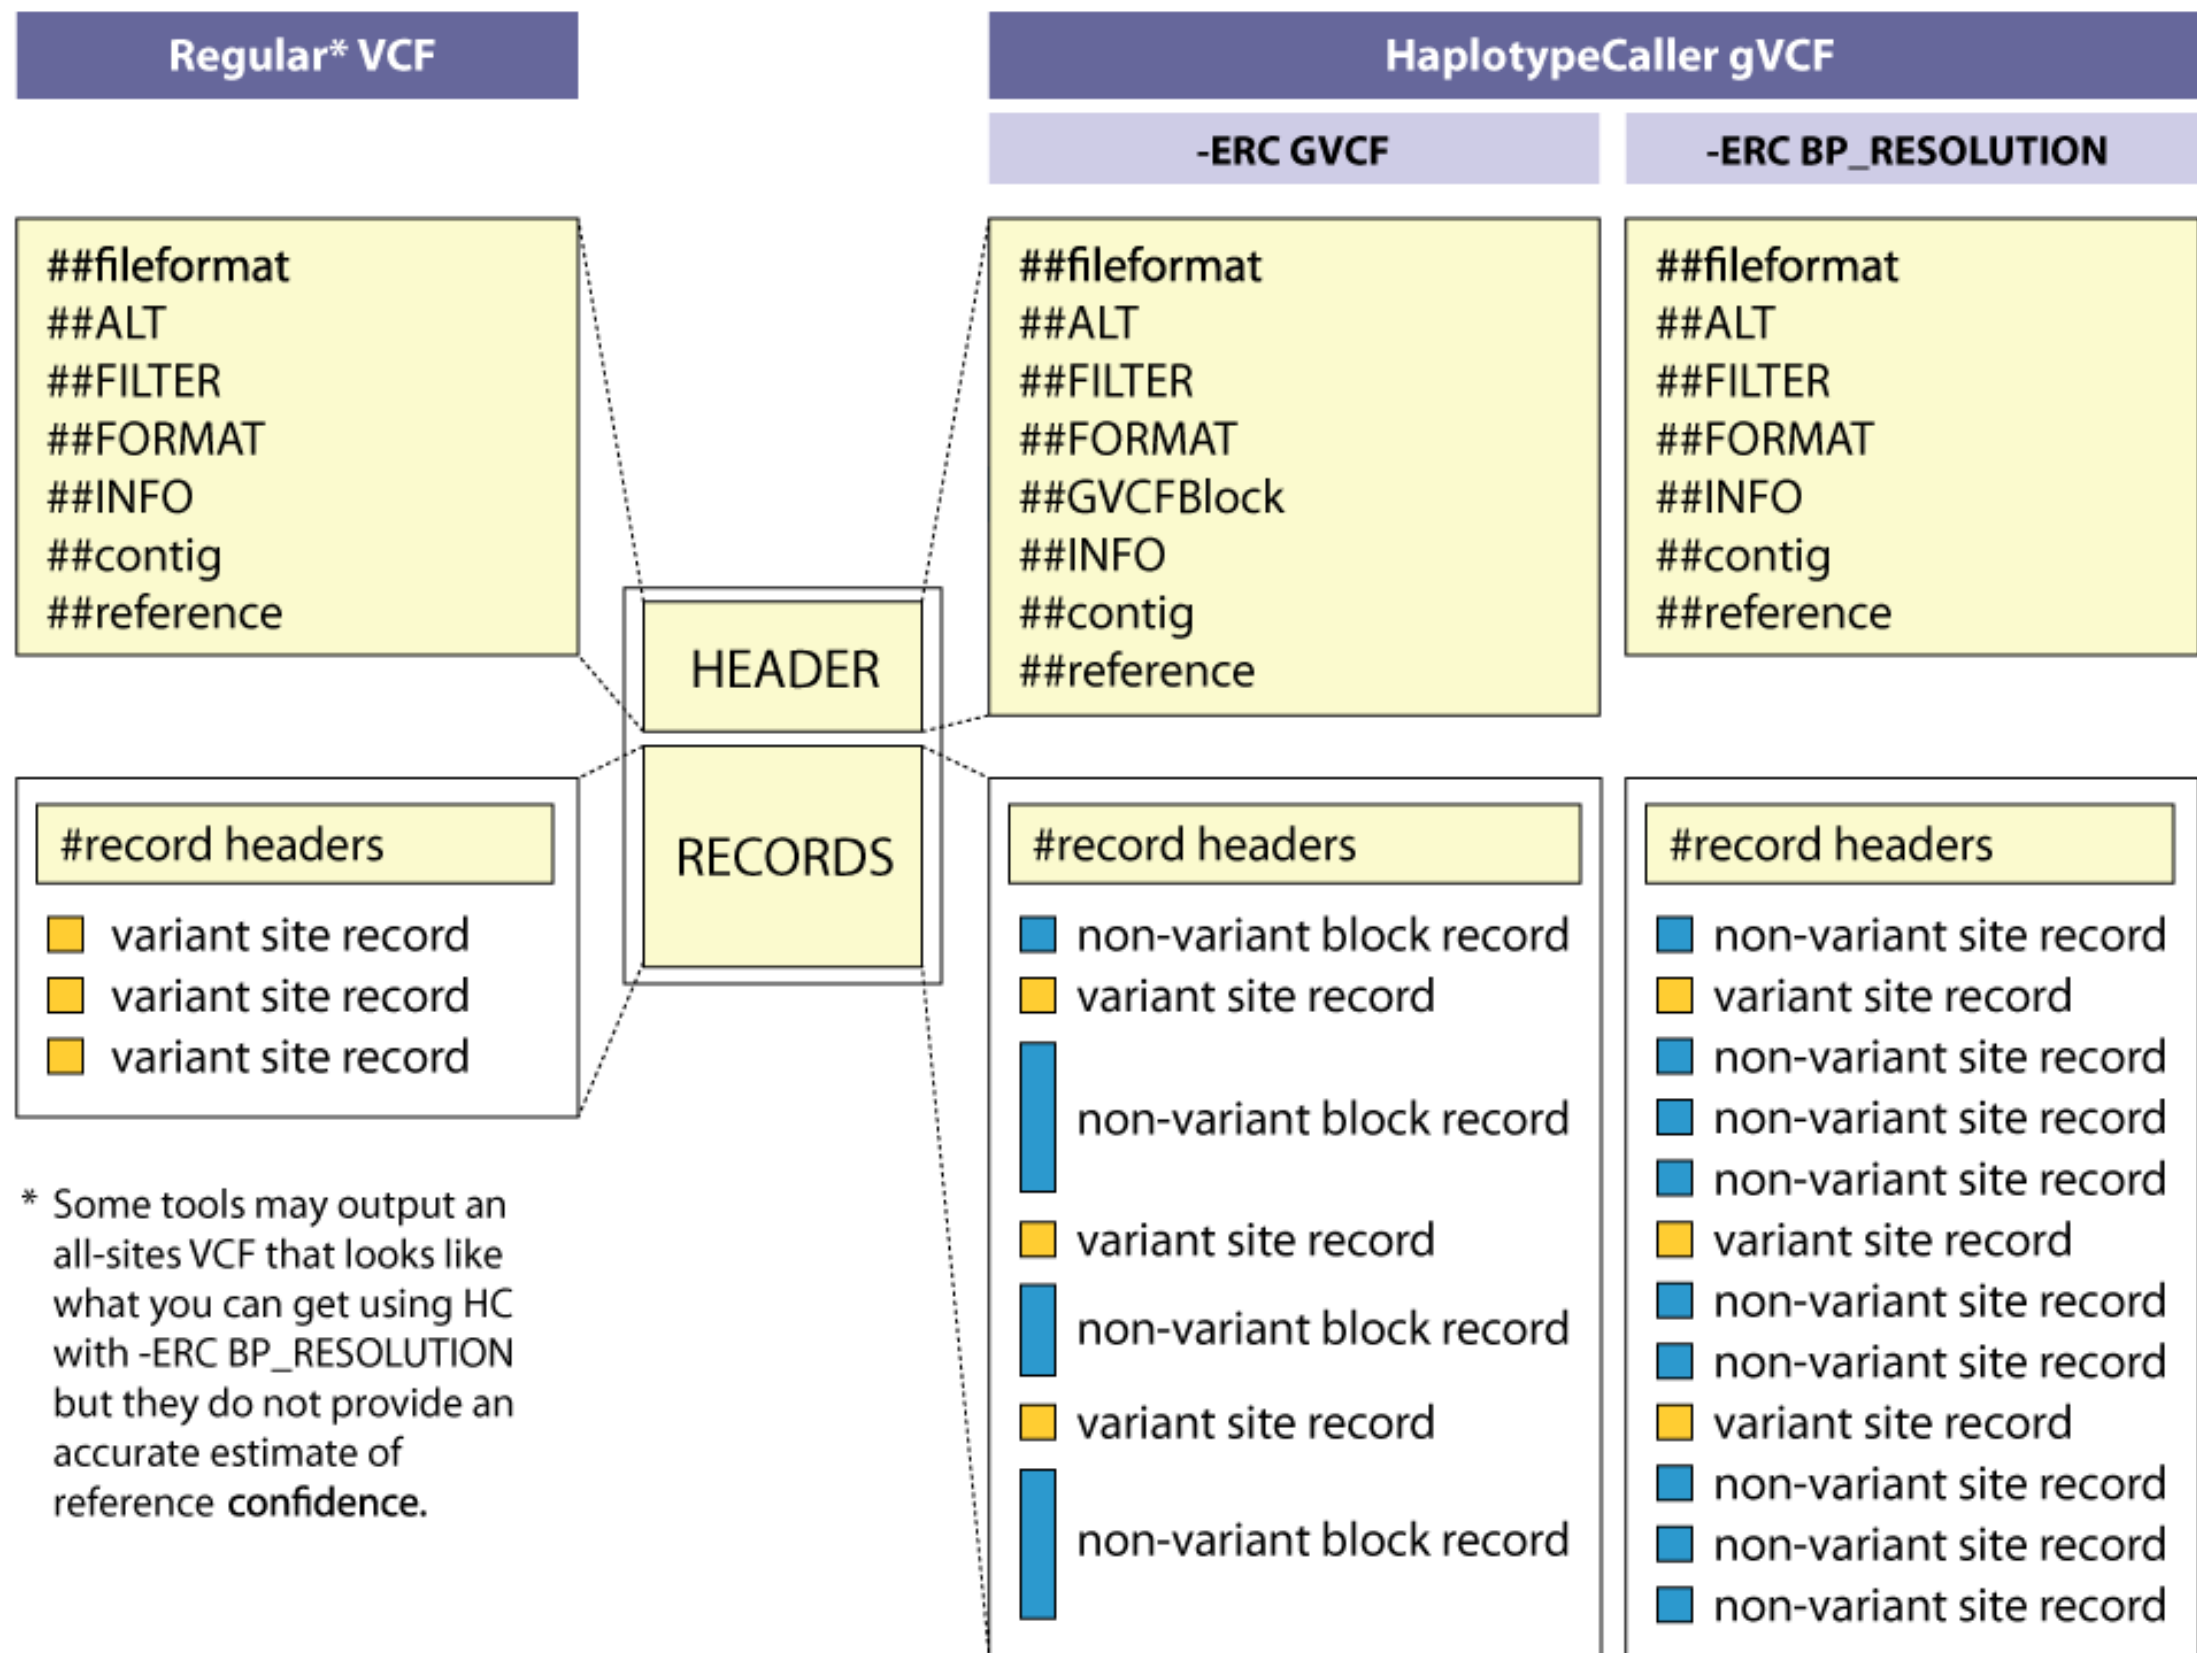 Regular* VCF
HaplotypeCaller gVCF
-ERC GVCF
-ERC BP_RESOLUTION
##fileformat
##ALT
##FILTER
##FORMAT
##INFO
##contig
##reference
HEADER
RECORDS
##fileformat
##ALT
##FILTER
##FORMAT
##GVCFBlock
##INFO
##contig
##reference
##fileformat
##ALT
##FILTER
##FORMAT
##INFO
##contig
##reference
#record headers
variant site record
variant site record
variant site record
* Some tools may output an
all-sites VCF that looks like
what you can get using HC
with -ERC BP_RESOLUTION
but they do not provide an
accurate estimate of
reference confidence.
#record headers
non-variant block record
variant site record
non-variant block record
variant site record
non-variant block record
variant site record
non-variant block record
#record headers
non-variant site record
variant site record
non-variant site record
non-variant site record
non-variant site record
variant site record
non-variant site record
non-variant site record
variant site record
non-variant site record
non-variant site record
non-variant site record